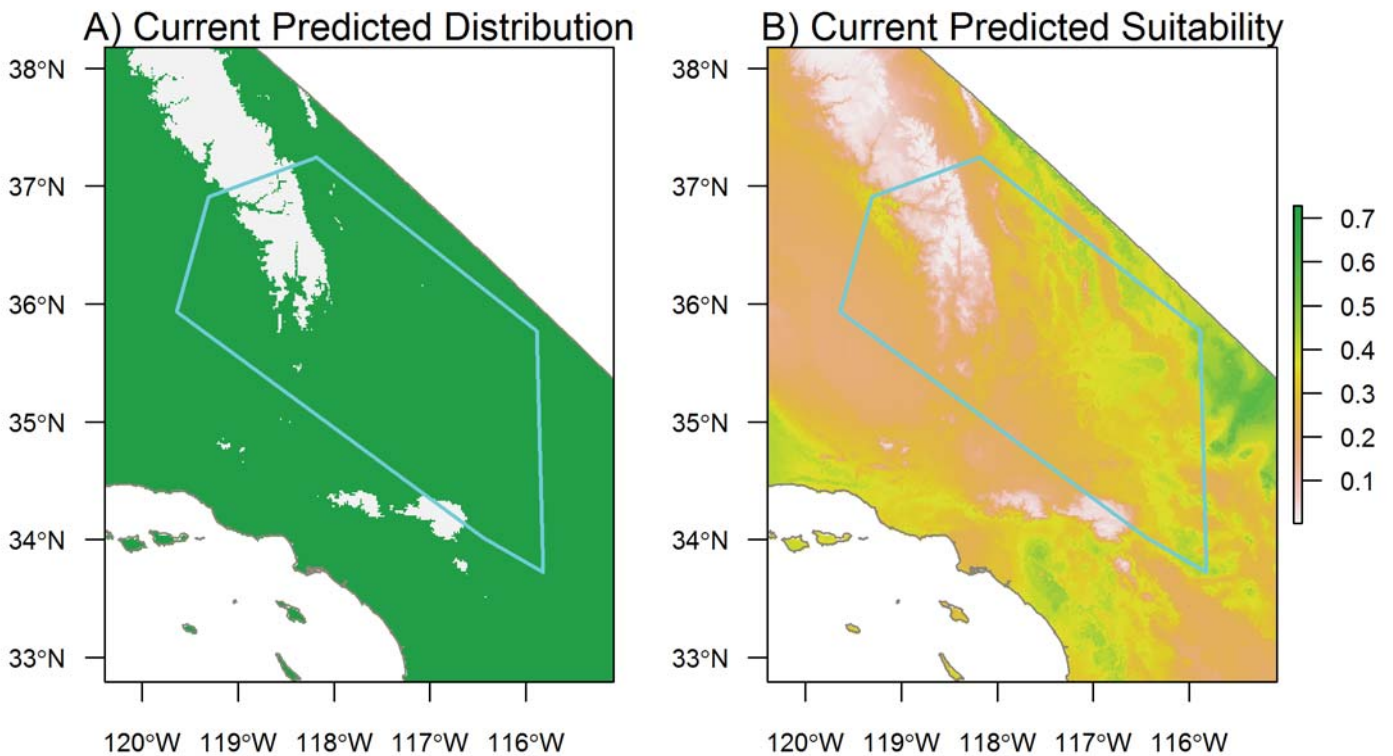 A) Current Predicted Distribution
38°N
37°N
36°N
35°N
34°N
33°N
120°W 119°W 118°W 117°W 116°W
B) Current Predicted Suitability
38°N
37°N
36°N
35°N
34°N
33°N
120°W 119°W 118°W 117°W 116°W
0.7
0.6
0.5
0.4
0.3
0.2
0.1